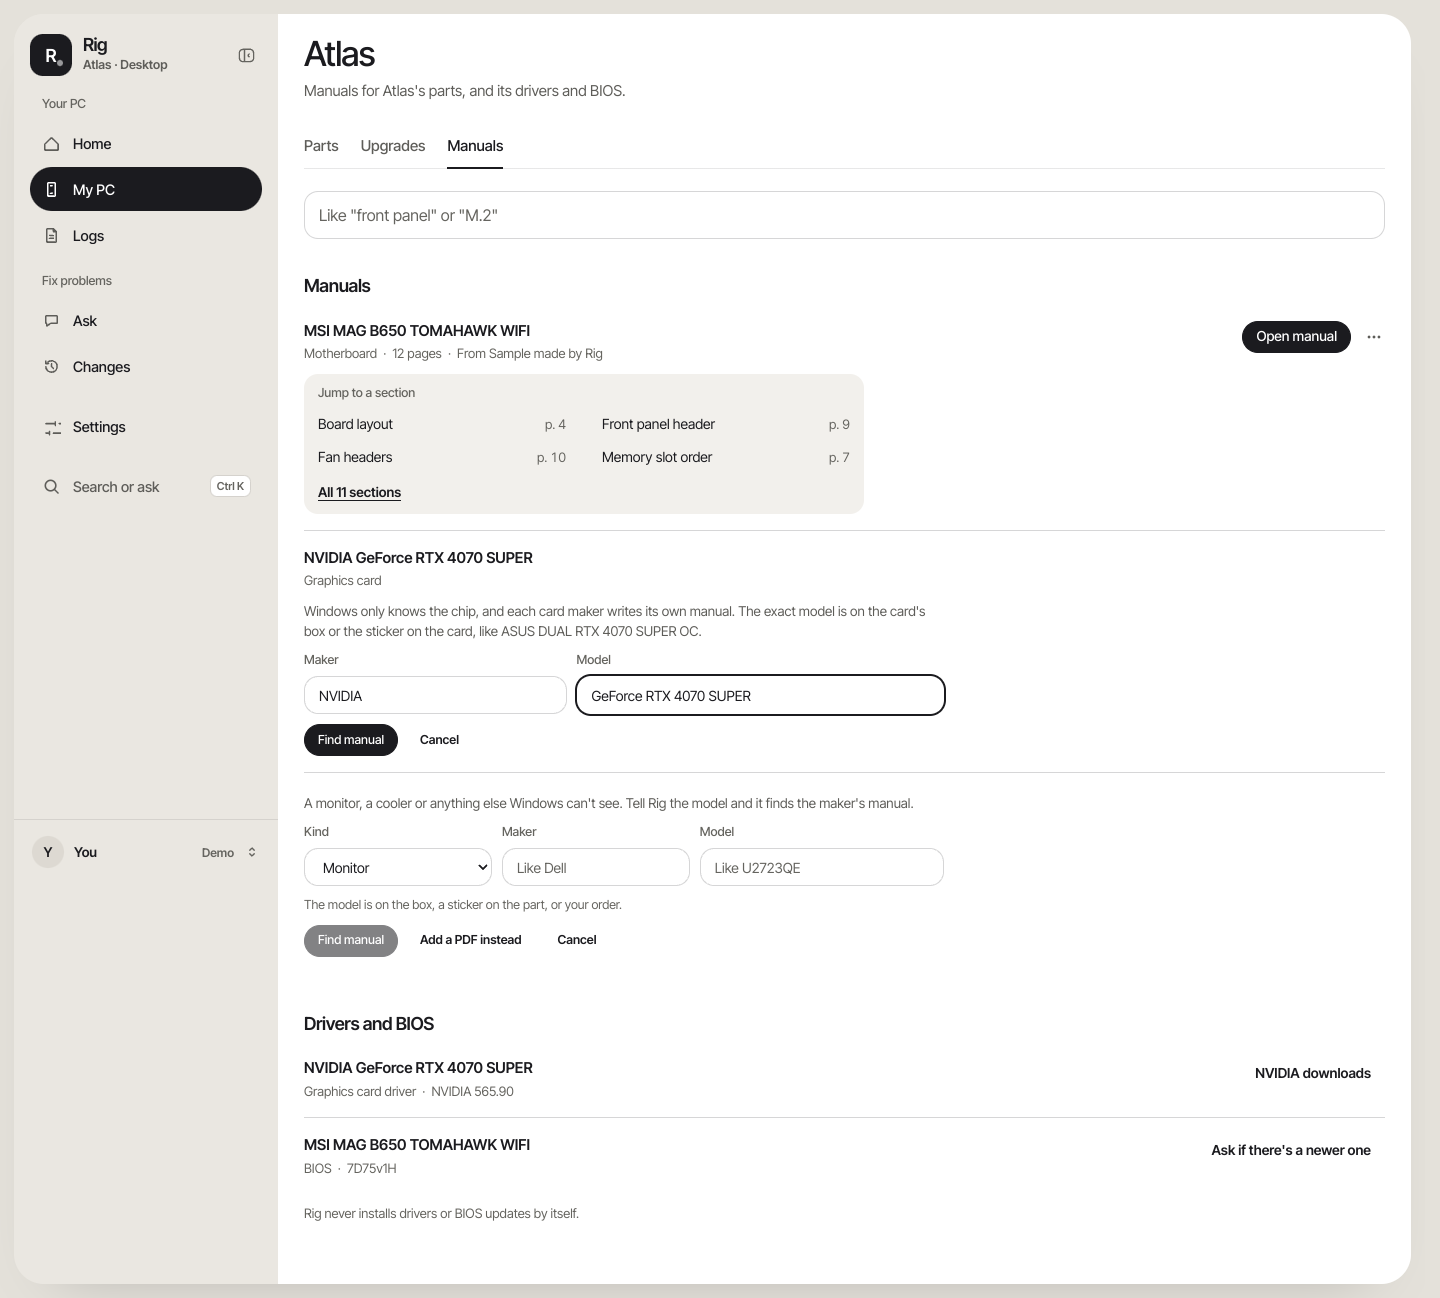 R.
Rig
Atlas · Desktop
Your PC
Home
My PC
Logs
Fix problems
Ask
Changes
Settings
Search or ask
Ctrl K
Y
You
Demo
Atlas
Manuals for Atlas's parts, and its drivers and BIOS.
Parts
Upgrades
Manuals
Like "front panel" or "M.2"
Manuals
MSI MAG B650 TOMAHAWK WIFI
Motherboard · 12 pages · From Sample made by Rig
Open manual
Jump to a section
Board layout p. 4
Front panel header p. 9
Fan headers p. 10
Memory slot order p. 7
All 11 sections
NVIDIA GeForce RTX 4070 SUPER
Graphics card
Windows only knows the chip, and each card maker writes its own manual. The exact model is on the card's
box or the sticker on the card, like ASUS DUAL RTX 4070 SUPER OC.
Maker
Model
NVIDIA
GeForce RTX 4070 SUPER
Find manual
Cancel
A monitor, a cooler or anything else Windows can't see. Tell Rig the model and it finds the maker's manual.
Kind
Maker
Model
Monitor
Like Dell
Like U2723QE
The model is on the box, a sticker on the part, or your order.
Find manual
Add a PDF instead
Cancel
Drivers and BIOS
NVIDIA GeForce RTX 4070 SUPER
Graphics card driver · NVIDIA 565.90
NVIDIA downloads
MSI MAG B650 TOMAHAWK WIFI
BIOS · 7D75v1H
Ask if there's a newer one
Rig never installs drivers or BIOS updates by itself.